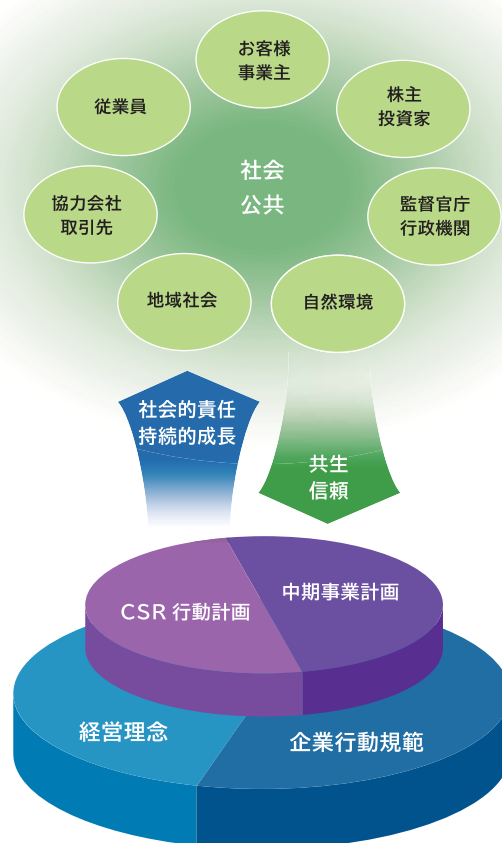 お客様
事業主
従業員
株主
投資家
社会
公共
協力会社
取引先
監督官庁
行政機関
地域社会
自然環境
社会的責任
持続的成長
共生
信頼
中期事業計画
CSR 行動計画
経営理念
企業行動規範